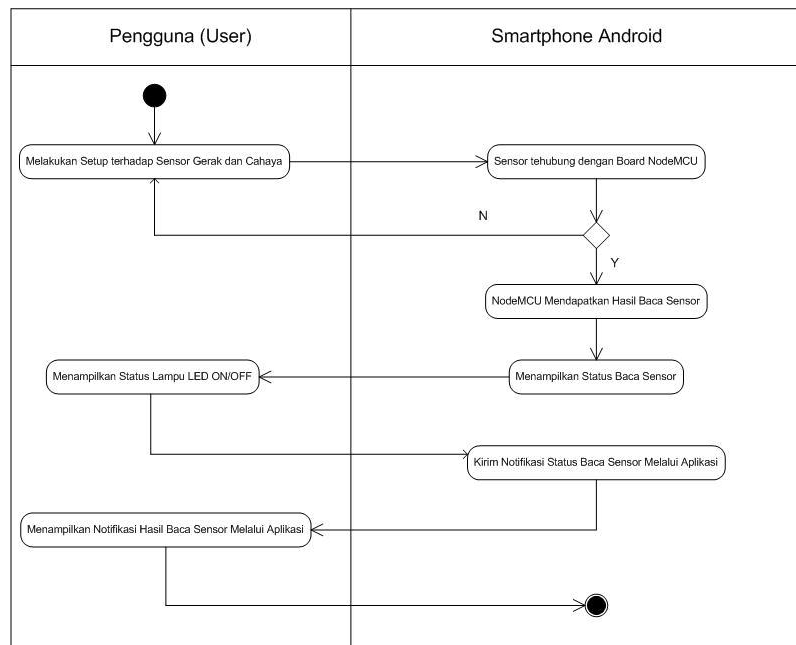 Pengguna (User)
Smartphone Android
Melakukan Setup terhadap Sensor Gerak dan Cahaya
Sensor tehubung dengan Board NodeMCU
N
Y
NodeMCU Mendapatkan Hasil Baca Sensor
Menampilkan Status Lampu LED ON/OFF
Menampilkan Status Baca Sensor
Kirim Notifikasi Status Baca Sensor Melalui Aplikasi
Menampilkan Notifikasi Hasil Baca Sensor Melalui Aplikasi